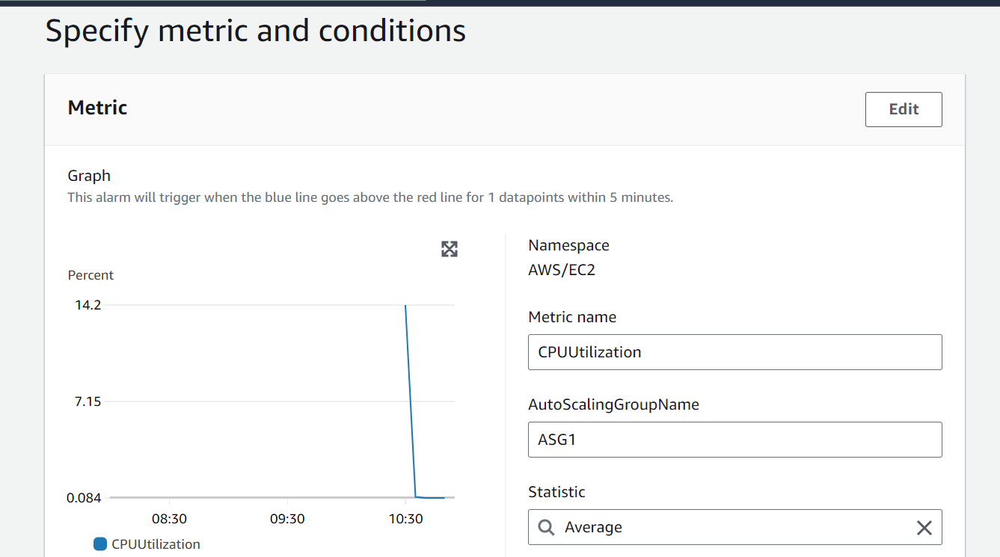 Specify metric and conditions
Metric
Edit
Graph
This alarm will trigger when the blue line goes above the red line for 1 datapoints within 5 minutes.
Percent
14.2
7.15
0.084
08:30
09:30
10:30
CPUUtilization
Namespace
AWS/EC2
Metric name
CPUUtilization
AutoScalingGroupName
ASG1
Statistic
Average